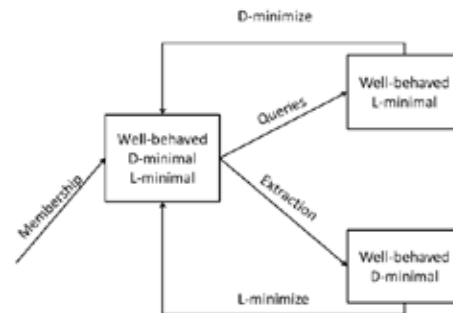 D-minimize
Well-behaved
L-minimal
Queries
Well-behaved
D-minimal
L-minimal
Membership
Extraction
Well-behaved
D-minimal
L-minimize